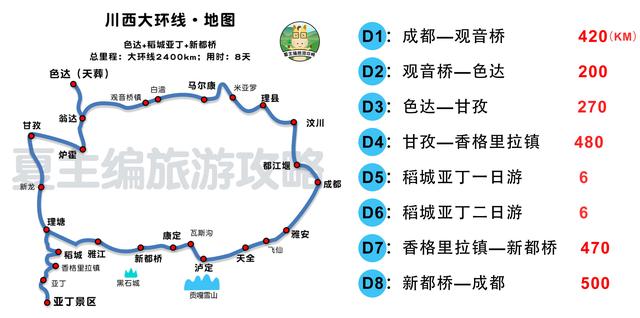 川西大环线·地图
色达+稻城亚丁+新都桥
总里程：大环线2400km；用时：8天
夏主编旅游攻略
色达（天葬）
翁达
炉霍
甘孜
新龙
理塘
稻城
香格里拉镇
亚丁
亚丁景区
观音桥镇
白湾
马尔康
米亚罗
理县
汶川
都江堰
成都
雅安
飞仙
天全
泸定
瓦斯沟
康定
新都桥
雅江
黑石城
贡嘎雪山
夏主编旅游攻略
D1：成都—观音桥 420(KM)
D2：观音桥—色达 200
D3：色达—甘孜 270
D4：甘孜—香格里拉镇 480
D5：稻城亚丁一日游 6
D6：稻城亚丁二日游 6
D7：香格里拉镇—新都桥 470
D8：新都桥—成都 500